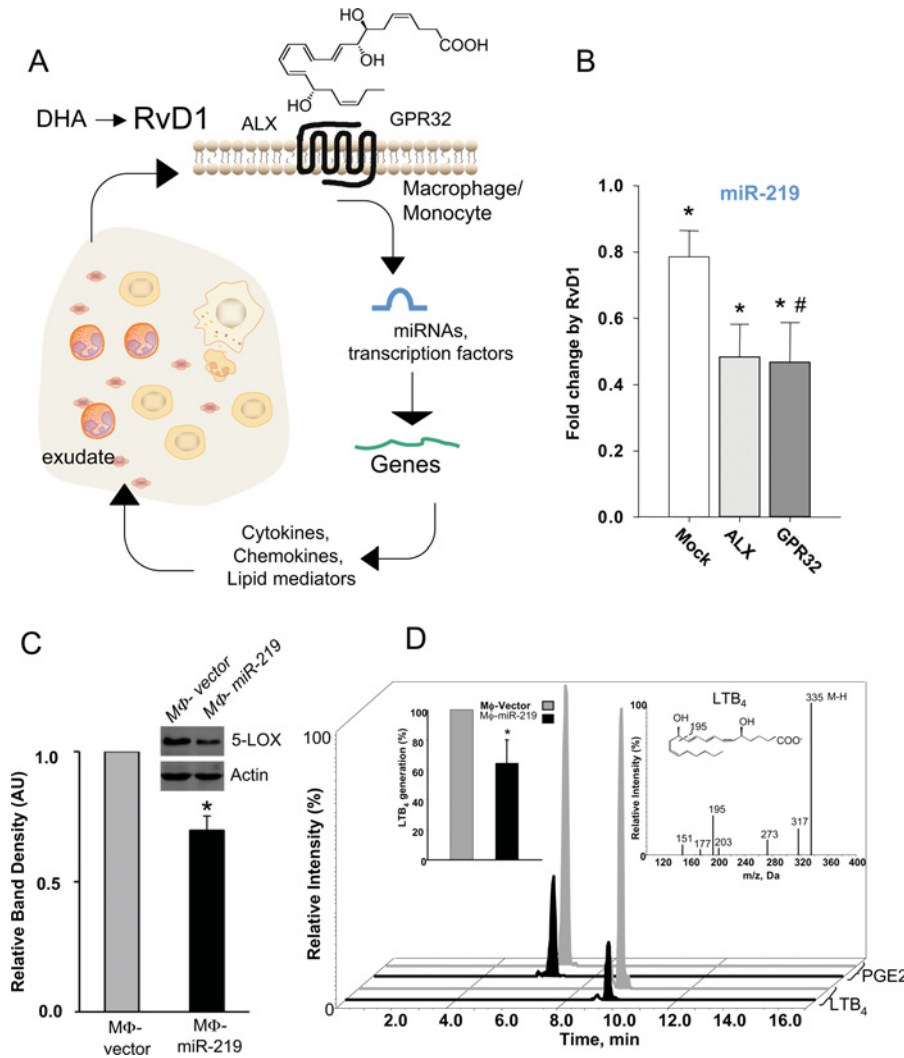 A
COOH
OH
HO
DHA → RvD1
ALX
GPR32
Macrophage/
Monocyte
miRNAs,
transcription factors
Genes
exudate
Cytokines,
Chemokines,
Lipid mediators
B
miR-219
Fold change by RvD1
1.0
0.8
0.6
0.4
0.2
0.0
*
*
* #
Mock
ALX
GPR32
C
MΦ- vector
MΦ- miR-219
5-LOX
Actin
Relative Band Density (AU)
1.0
0.5
0.0
*
MΦ-
vector
MΦ-
miR-219
D
Relative Intensity (%)
100
0
Mϕ-Vector
Mϕ-miR-219
LTB4 generation (%)
100
80
60
40
20
0
*
LTB4
335 M-H
OH
195
OH
COO-
Relative Intensity (%)
100
0
151
177
195
203
273
317
120 160 200 240 280 320 360 400
m/z, Da
PGE2
LTB4
2.0 4.0 6.0 8.0 10.0 12.0 14.0 16.0
Time, min